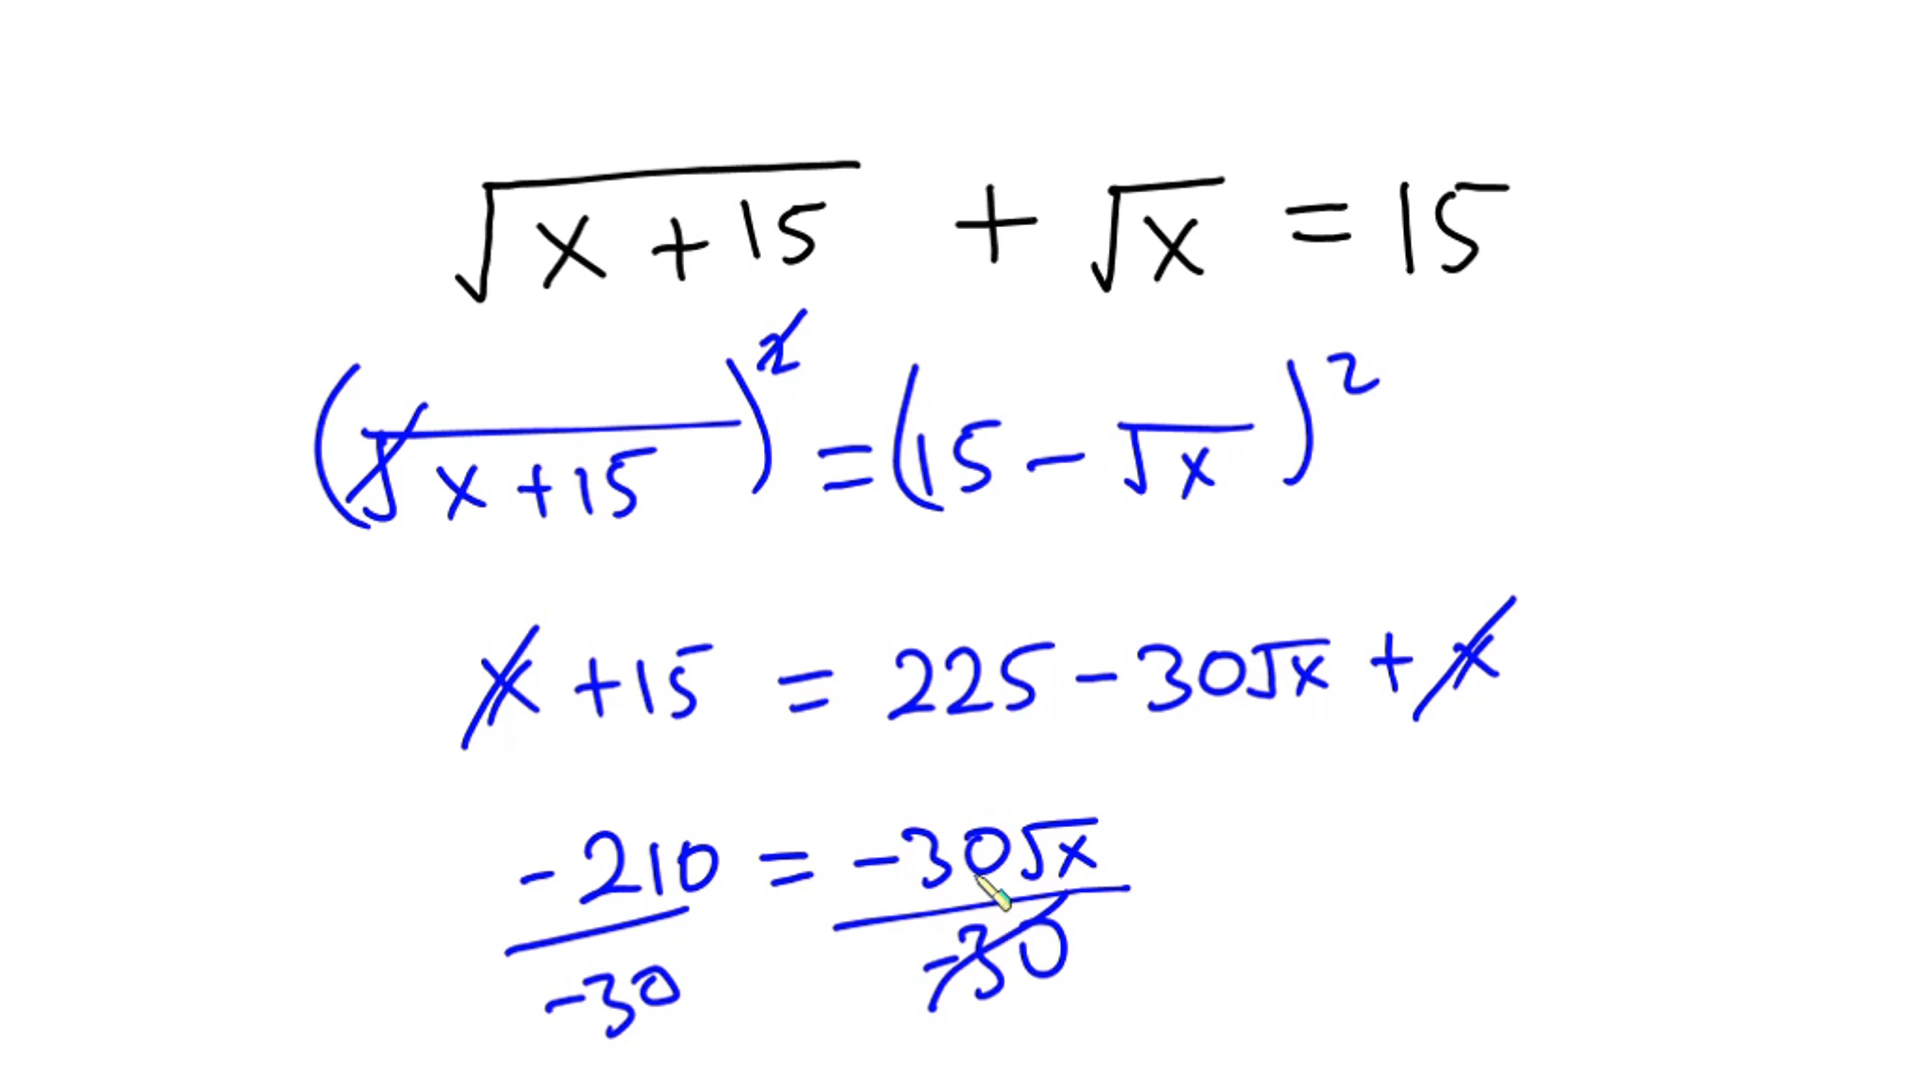 √(x + 15) + √x = 15
(√(x + 15))² = (15 - √x)²
x + 15 = 225 - 30√x + x
-210 = -30√x
-30 -30